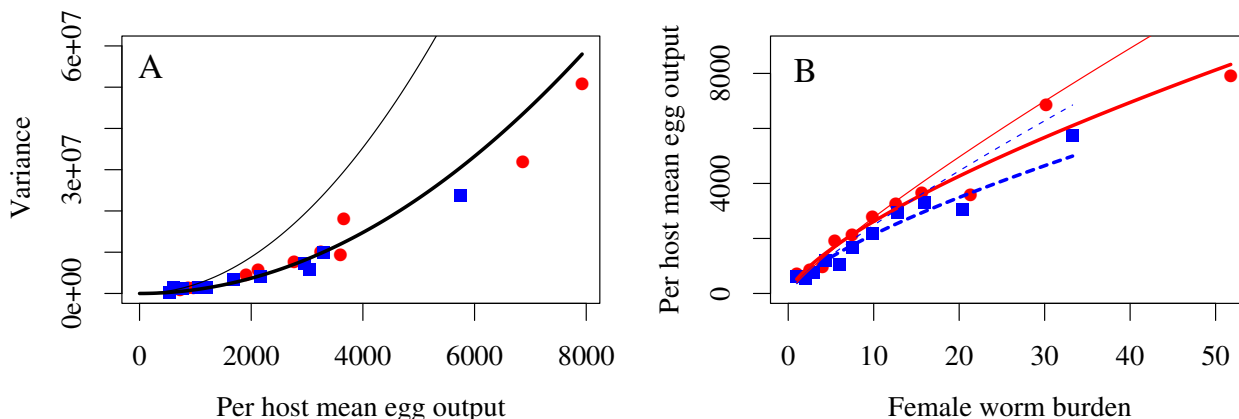 A
Variance
0e+00
3e+07
6e+07
0
2000
4000
6000
8000
Per host mean egg output
B
Per host mean egg output
0
4000
8000
0
10
20
30
40
50
Female worm burden